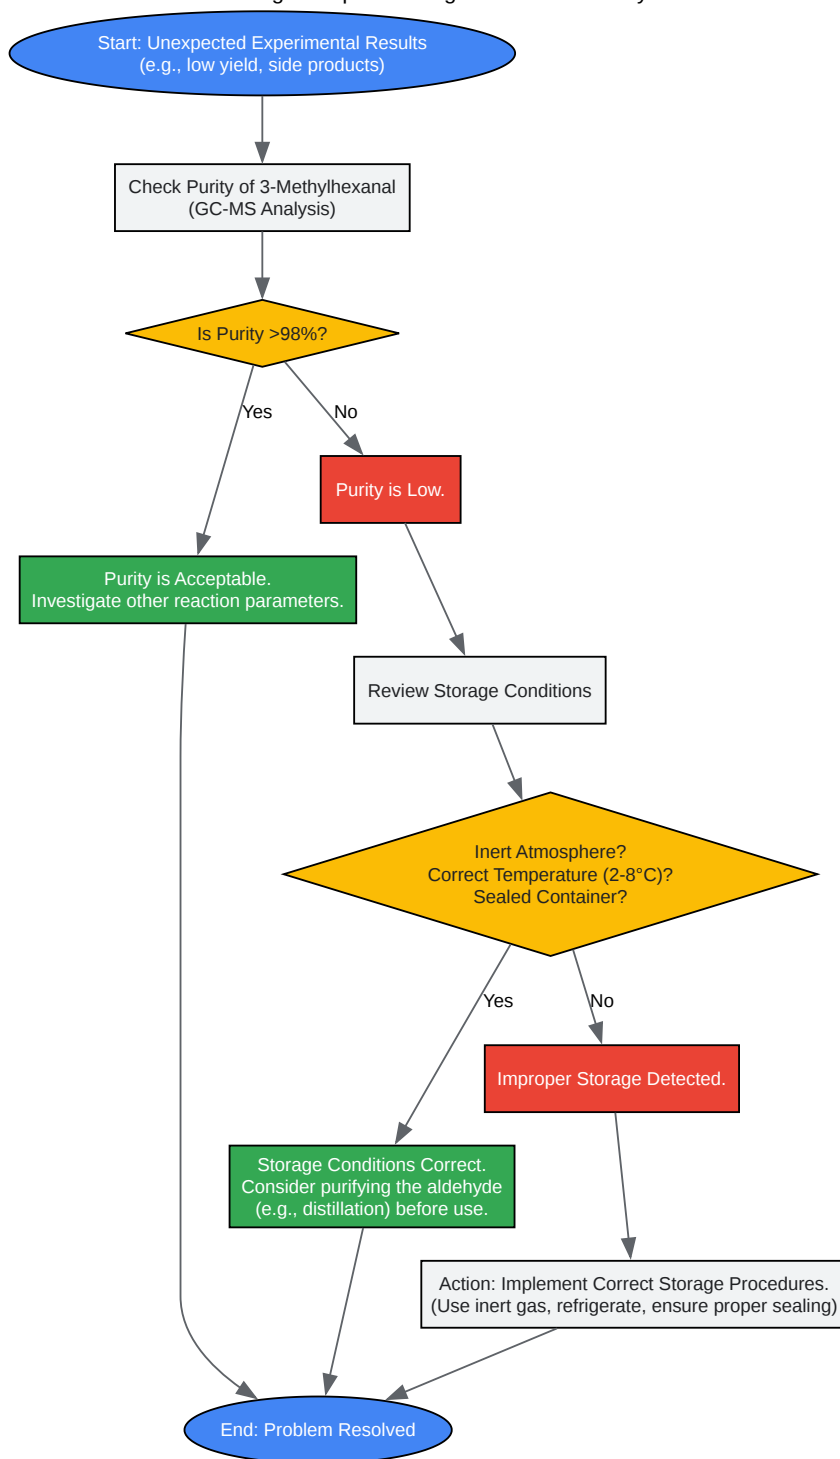 Start: Unexpected Experimental Results
(e.g., low yield, side products)
Check Purity of 3-Methylhexanal
(GC-MS Analysis)
Is Purity >98%?
Yes
No
Purity is Low.
Purity is Acceptable.
Investigate other reaction parameters.
Review Storage Conditions
Inert Atmosphere?
Correct Temperature (2-8°C)?
Sealed Container?
Yes
No
Improper Storage Detected.
Storage Conditions Correct.
Consider purifying the aldehyde
(e.g., distillation) before use.
Action: Implement Correct Storage Procedures.
(Use inert gas, refrigerate, ensure proper sealing)
End: Problem Resolved